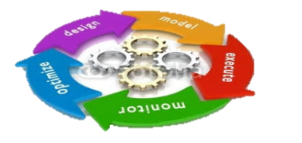 design
model
execute
monitor
optimize